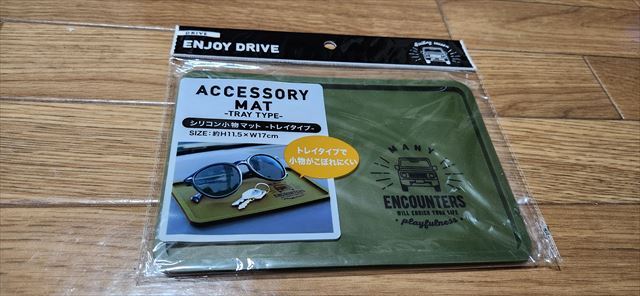 DRIVE
ENJOY DRIVE
ACCESSORY
MAT
-TRAY TYPE-
シリコン小物マット -トレイタイプ-
SIZE：約H11.5×W17cm
トレイタイプで
小物がこぼれにくい
MANY
ENCOUNTERS
WILL ENRICH YOUR LIFE
playfulness